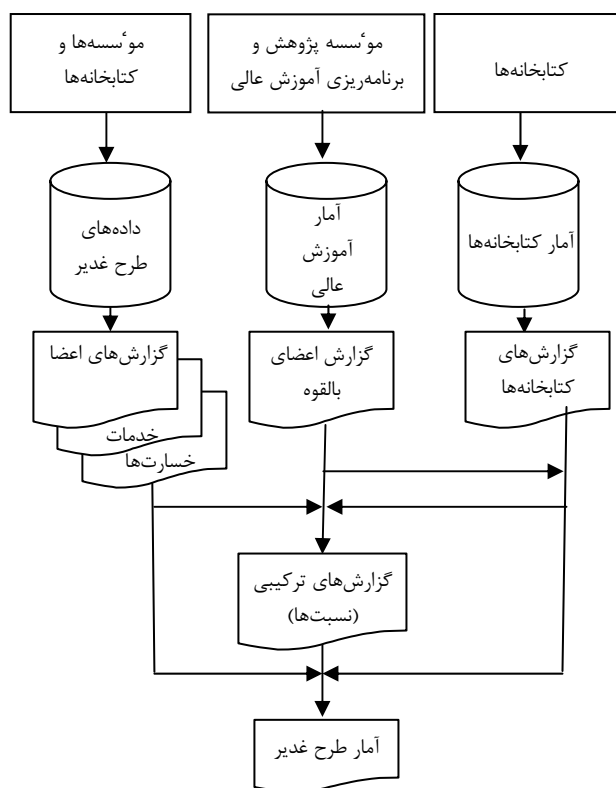 کتابخانه‌ها
موٴسسه پژوهش و
برنامه‌ریزی آموزش عالی
موٴسسه‌ها و
کتابخانه‌ها
آمار کتابخانه‌ها
آمار
آموزش
عالی
داده‌های
طرح غدیر
گزارش‌های
کتابخانه‌ها
گزارش اعضای
بالقوه
گزارش‌های اعضا
خدمات
خسارت‌ها
گزارش‌های ترکیبی
(نسبت‌ها)
آمار طرح غدیر